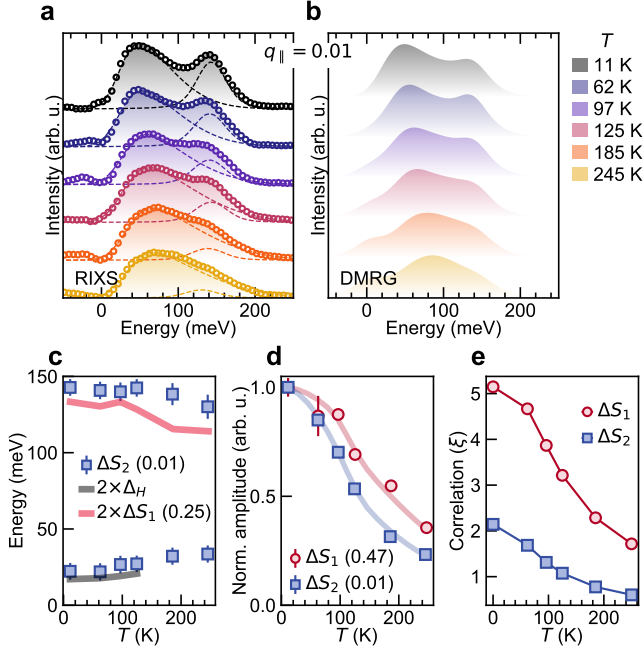 a
b
q∥ = 0.01
T
11 K
62 K
97 K
125 K
185 K
245 K
Intensity (arb. u.)
Intensity (arb. u.)
RIXS
DMRG
0 100 200
0 100 200
Energy (meV)
Energy (meV)
c
d
e
150
100
50
0
Energy (meV)
ΔS₂ (0.01)
2×Δ_H
2×ΔS₁ (0.25)
0 100 200
T (K)
1.0
0.5
0.0
Norm. amplitude (arb. u.)
ΔS₁ (0.47)
ΔS₂ (0.01)
0 100 200
T (K)
5
4
3
2
1
Correlation (ξ)
ΔS₁
ΔS₂
0 100 200
T (K)